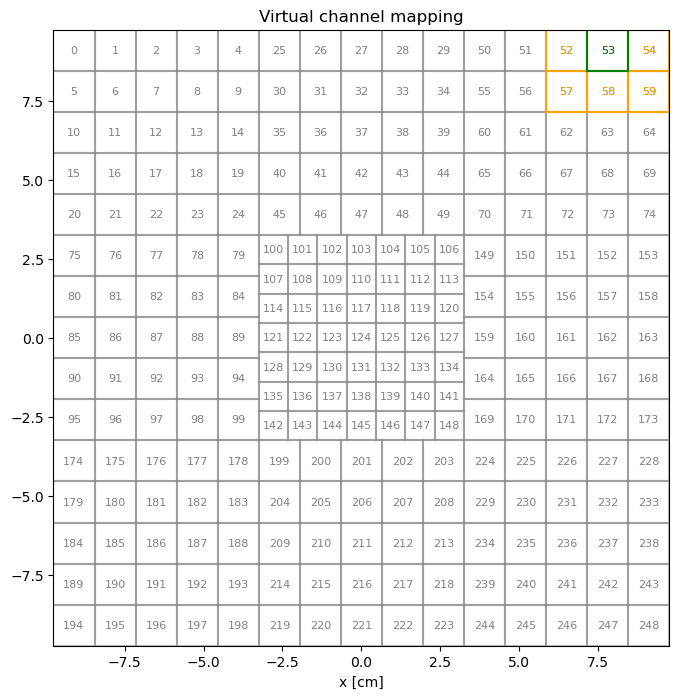 Virtual channel mapping
0 1 2 3 4 25 26 27 28 29 50 51 52 53 54
5 6 7 8 9 30 31 32 33 34 55 56 57 58 59
7.5
10 11 12 13 14 35 36 37 38 39 60 61 62 63 64
15 16 17 18 19 40 41 42 43 44 65 66 67 68 69
5.0
20 21 22 23 24 45 46 47 48 49 70 71 72 73 74
75 76 77 78 79 100 101 102 103 104 105 106 149 150 151 152 153
2.5
107 108 109 110 111 112 113
80 81 82 83 84 114 115 116 117 118 119 120 154 155 156 157 158
0.0
85 86 87 88 89 121 122 123 124 125 126 127 159 160 161 162 163
128 129 130 131 132 133 134
90 91 92 93 94 164 165 166 167 168
135 136 137 138 139 140 141
−2.5
95 96 97 98 99 142 143 144 145 146 147 148 169 170 171 172 173
174 175 176 177 178 199 200 201 202 203 224 225 226 227 228
−5.0
179 180 181 182 183 204 205 206 207 208 229 230 231 232 233
184 185 186 187 188 209 210 211 212 213 234 235 236 237 238
−7.5
189 190 191 192 193 214 215 216 217 218 239 240 241 242 243
194 195 196 197 198 219 220 221 222 223 244 245 246 247 248
−7.5 −5.0 −2.5 0.0 2.5 5.0 7.5
x [cm]